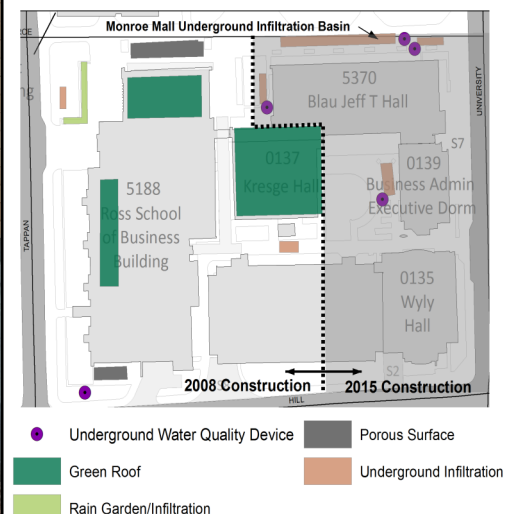 Monroe Mall Underground Infiltration Basin
5370
Blau Jeff T Hall
UNIVERSITY
S7
0137
Kresge Hall
0139
Business Admin
Executive Dorm
5188
Ross School
of Business
Building
TAPPAN
0135
Wyly
Hall
S2
2008 Construction
2015 Construction
HILL
Underground Water Quality Device
Porous Surface
Green Roof
Underground Infiltration
Rain Garden/Infiltration